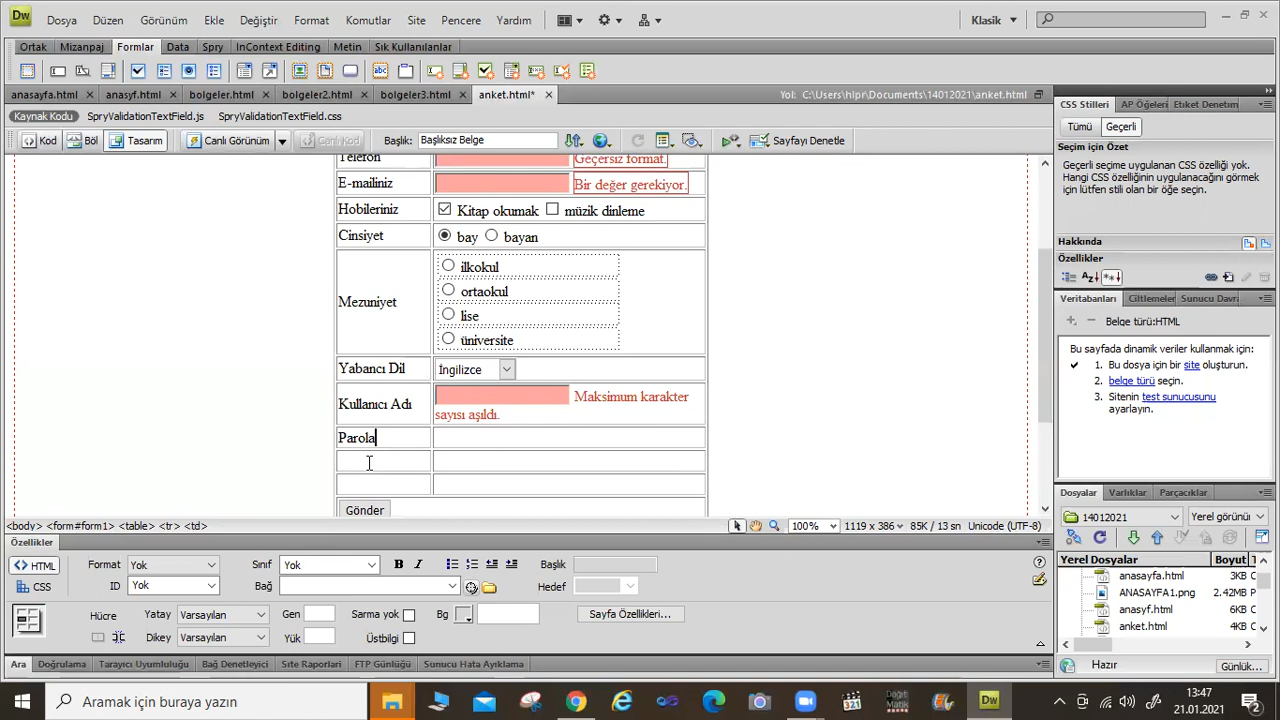 Dw Dosya Düzen Görünüm Ekle Değiştir Format Komutlar Site Pencere Yardım Klasik
Ortak Mizanpaj Formlar Data Spry InContext Editing Metin Sık Kullanılanlar
anasayfa.html anasyf.html bolgeler.html bolgeler2.html bolgeler3.html anket.html* Yol: C:\Users\hlpr\Documents\14012021\anket.html
Kaynak Kodu SpryValidationTextField.js SpryValidationTextField.css
Kod Böl Tasarım Canlı Görünüm Canlı Kod Başlık: Başlıksız Belge Sayfayı Denetle
Telefon Geçersiz format.
E-mailiniz Bir değer gerekiyor.
Hobileriniz Kitap okumak müzik dinleme
Cinsiyet bay bayan
Mezuniyet
ilkokul
ortaokul
lise
üniversite
Yabancı Dil İngilizce
Kullanıcı Adı Maksimum karakter
sayısı aşıldı.
Parola
Gönder
<body> <form#form1> <table> <tr> <td> 100% 1119 x 386 85K / 13 sn Unicode (UTF-8)
Özellikler
<> HTML Format Yok Sınıf Yok B I Başlık
CSS ID Yok Bağ Hedef
Hücre Yatay Varsayılan Gen Sarma yok Bg Sayfa Özellikleri...
Dikey Varsayılan Yük Üstbilgi
Ara Doğrulama Tarayıcı Uyumluluğu Bağ Denetleyici Site Raporlari FTP Günlüğü Sunucu Hata Ayıklama
CSS Stilleri AP Öğeleri Etiket Denetim
Tümü Geçerli
Seçim için Özet
Geçerli seçime uygulanan CSS özelliği yok.
Hangi CSS özelliğinin uygulanacağını görmek
için lütfen stili olan bir öğe seçin.
Hakkında
Özellikler
Veritabanları Ciltlemeler Sunucu Davra
Belge türü:HTML
Bu sayfada dinamik veriler kullanmak için:
1. Bu dosya için bir site oluşturun.
2. belge türü seçin.
3. Sitenin test sunucusunu
ayarlayın.
Dosyalar Varlıklar Parçacıklar
14012021 Yerel görünü
Yerel Dosyalar Boyut
anasayfa.html 3KB
ANASAYFA1.png 2.42MB
anasyf.html 6KB
anket.html 4KB
Hazır Günlük...
Aramak için buraya yazın
321
Değit
Matik
Dw
13:47
21.01.2021
2